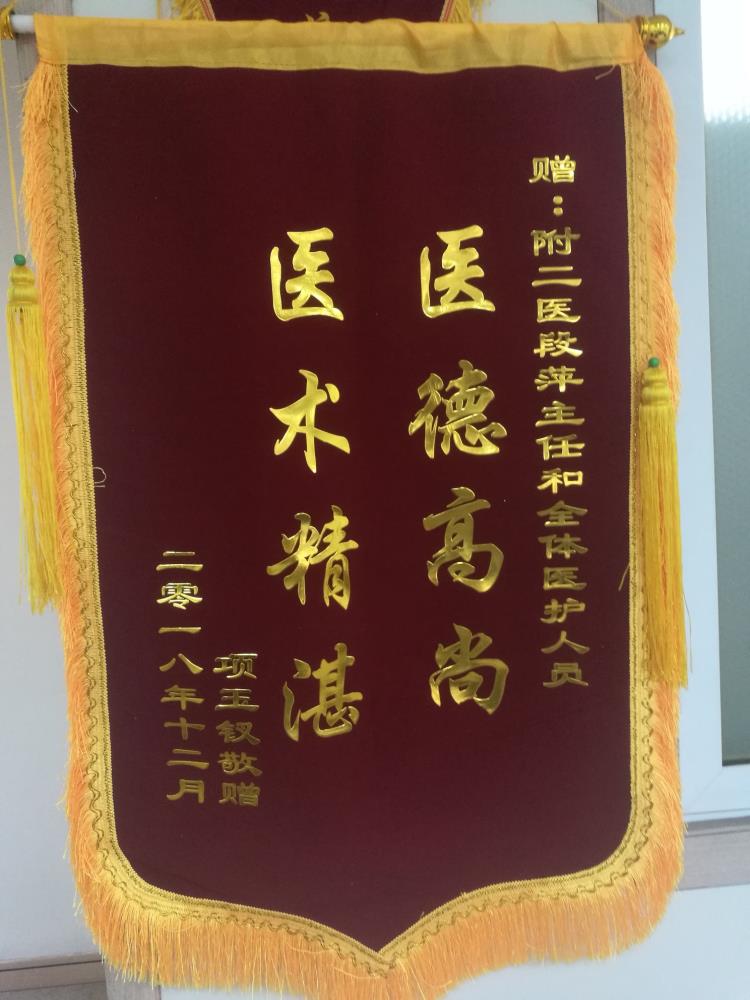 赠：附二医段萍主任和全体医护人员
医德高尚
医术精湛
项玉钗敬赠
二零一八年十二月